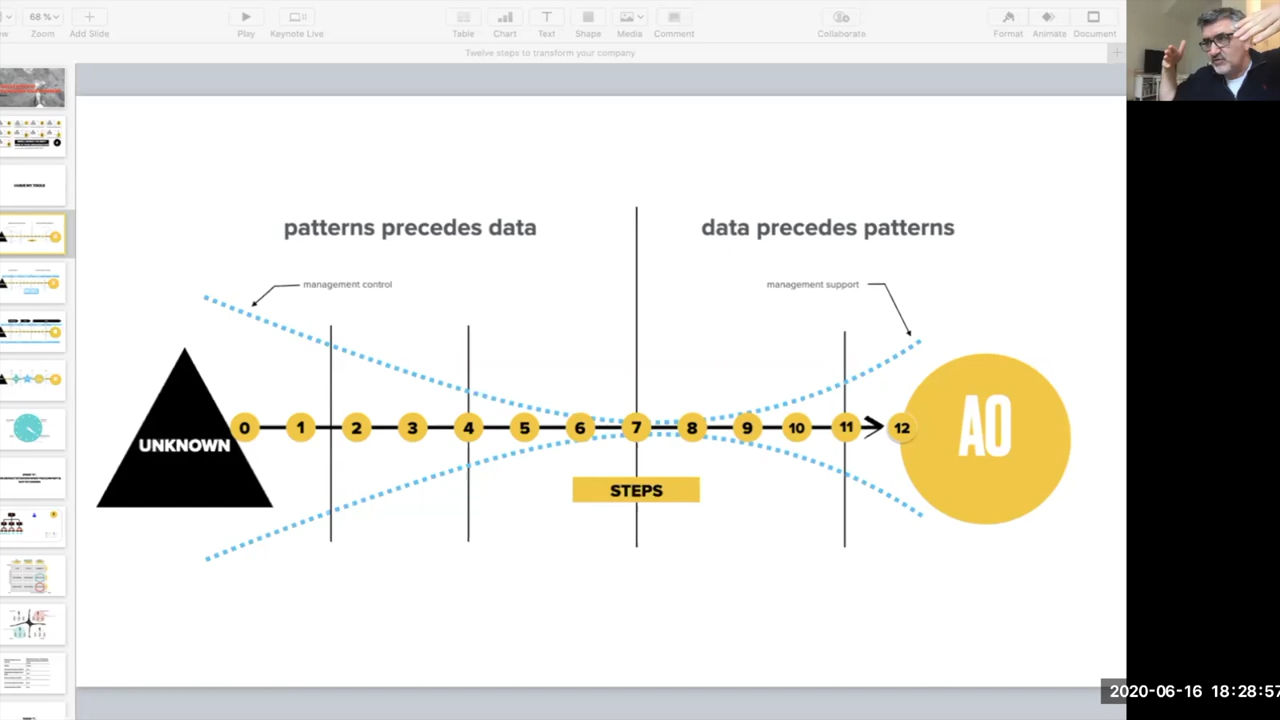 68 %
Zoom
Add Slide
Play
Keynote Live
Table
Chart
Text
Shape
Media
Comment
Collaborate
Format
Animate
Document
Twelve steps to transform your company
patterns precedes data
data precedes patterns
management control
management support
UNKNOWN
0 1 2 3 4 5 6 7 8 9 10 11 12
AO
STEPS
2020-06-16 18:28:57